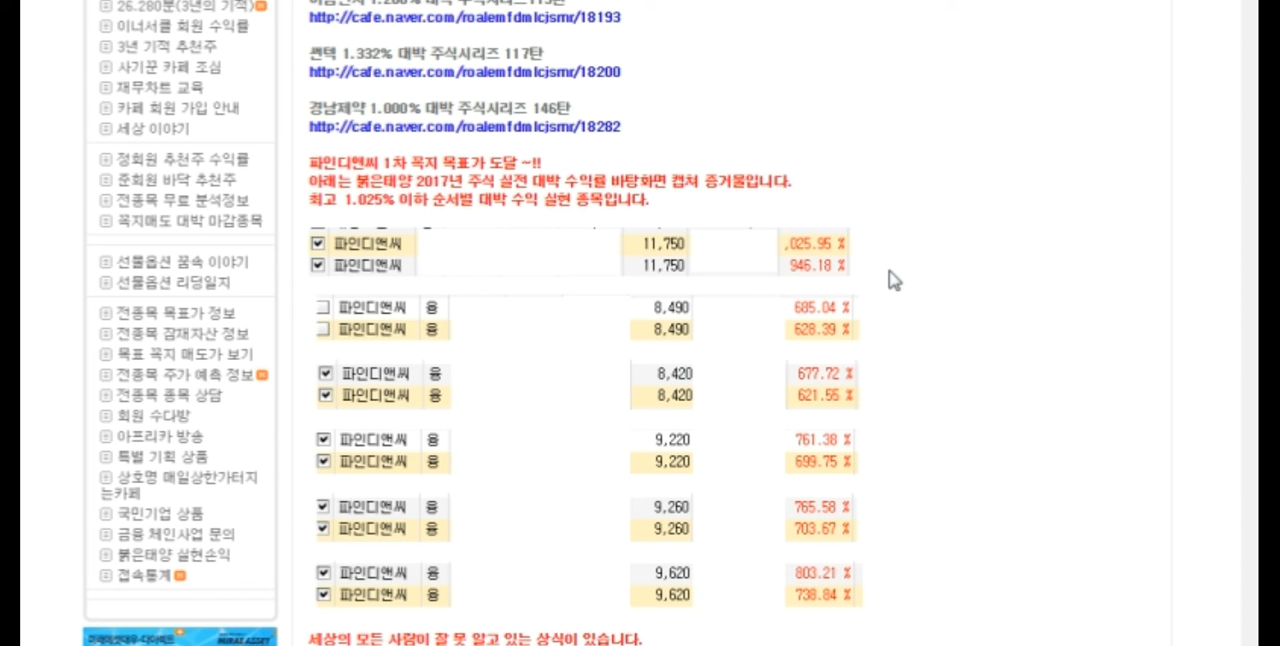 26.280분(3년의 기적)
이너서클 회원 수익률
3년 기적 추천주
사기꾼 카페 조심
재무차트 교육
카페 회원 가입 안내
세상 이야기
정회원 추천주 수익률
준회원 바닥 추천주
전종목 무료 분석정보
꼭지매도 대박 마감종목
선물옵션 꿈속 이야기
선물옵션 리딩일지
전종목 목표가 정보
전종목 잠재자산 정보
목표 꼭지 매도가 보기
전종목 주가 예측 정보
전종목 종목 상담
회원 수다방
아프리카 방송
특별 기획 상품
상호명 매일상한가터지
는카페
국민기업 상품
금융 체인사업 문의
붉은태양 실현손익
접속통계
미래에셋대우-다이렉트
MIRAE ASSET
http://cafe.naver.com/roalemfdmlcjsmr/18193
쎈텍 1.332% 대박 주식시리즈 117탄
http://cafe.naver.com/roalemfdmlcjsmr/18200
경남제약 1.000% 대박 주식시리즈 146탄
http://cafe.naver.com/roalemfdmlcjsmr/18282
파인디앤씨 1차 꼭지 목표가 도달 ~!!
아래는 붉은태양 2017년 주식 실전 대박 수익률 바탕화면 캡쳐 증거물입니다.
최고 1.025% 이하 순서별 대박 수익 실현 종목입니다.
파인디앤씨 11,750 ,025.95 %
파인디앤씨 11,750 946.18 %
파인디앤씨 융 8,490 685.04 %
파인디앤씨 융 8,490 628.39 %
파인디앤씨 융 8,420 677.72 %
파인디앤씨 융 8,420 621.55 %
파인디앤씨 융 9,220 761.38 %
파인디앤씨 융 9,220 699.75 %
파인디앤씨 융 9,260 765.58 %
파인디앤씨 융 9,260 703.67 %
파인디앤씨 융 9,620 803.21 %
파인디앤씨 융 9,620 738.84 %
세상의 모든 사람이 잘 못 알고 있는 상식이 있습니다.